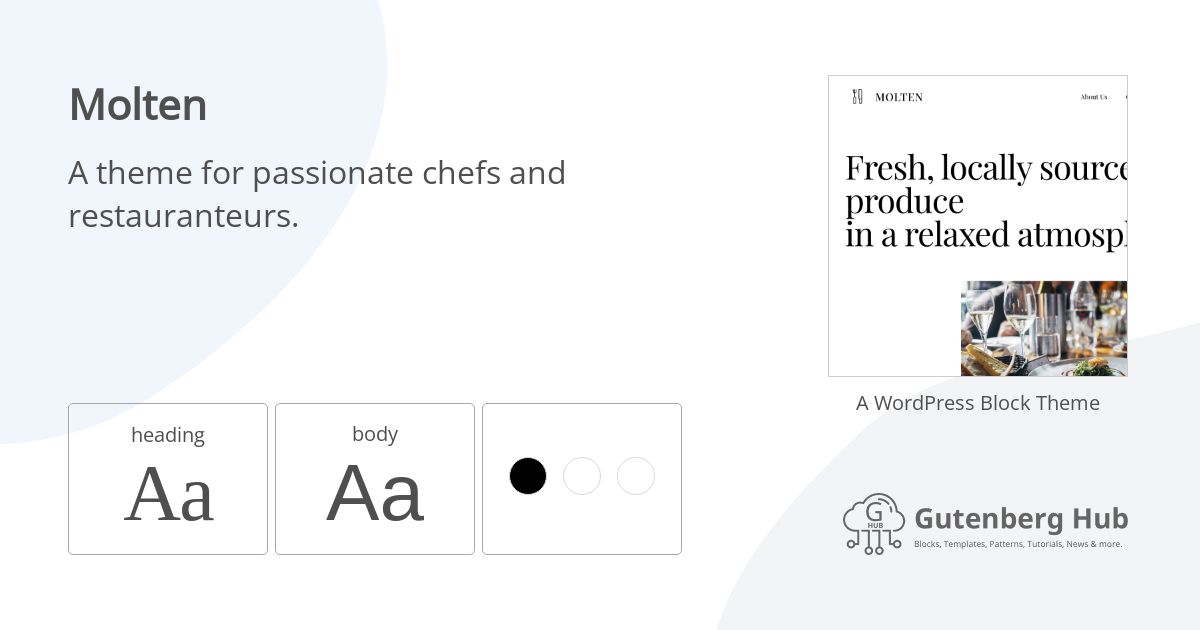 Molten
A theme for passionate chefs and
restauranteurs.
MOLTEN
About Us
Fresh, locally source
produce
in a relaxed atmosp
A WordPress Block Theme
heading
Aa
body
Aa
G
HUB
Gutenberg Hub
Blocks, Templates, Patterns, Tutorials, News & more.